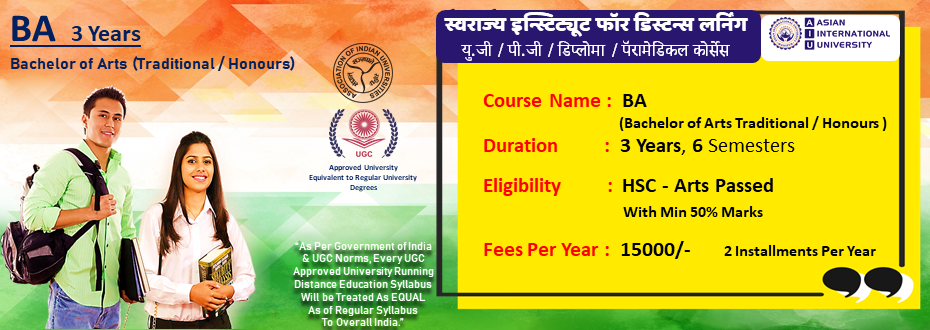 BA 3 Years
Bachelor of Arts (Traditional / Honours)
ASSOCIATION OF INDIAN UNIVERSITIES
UGC
Approved University
Equivalent to Regular University
Degrees
"As Per Government of India
& UGC Norms, Every UGC
Approved University Running
Distance Education Syllabus
Will be Treated As EQUAL
As of Regular Syllabus
To Overall India."
स्वराज्य इन्स्टिट्यूट फॉर डिस्टन्स लर्निंग
यु.जी / पी.जी / डिप्लोमा / पॅरामेडिकल कोर्सेस
A I U
ASIAN
INTERNATIONAL
UNIVERSITY
Course Name : BA
(Bachelor of Arts Traditional / Honours )
Duration : 3 Years, 6 Semesters
Eligibility : HSC - Arts Passed
With Min 50% Marks
Fees Per Year : 15000/- 2 Installments Per Year